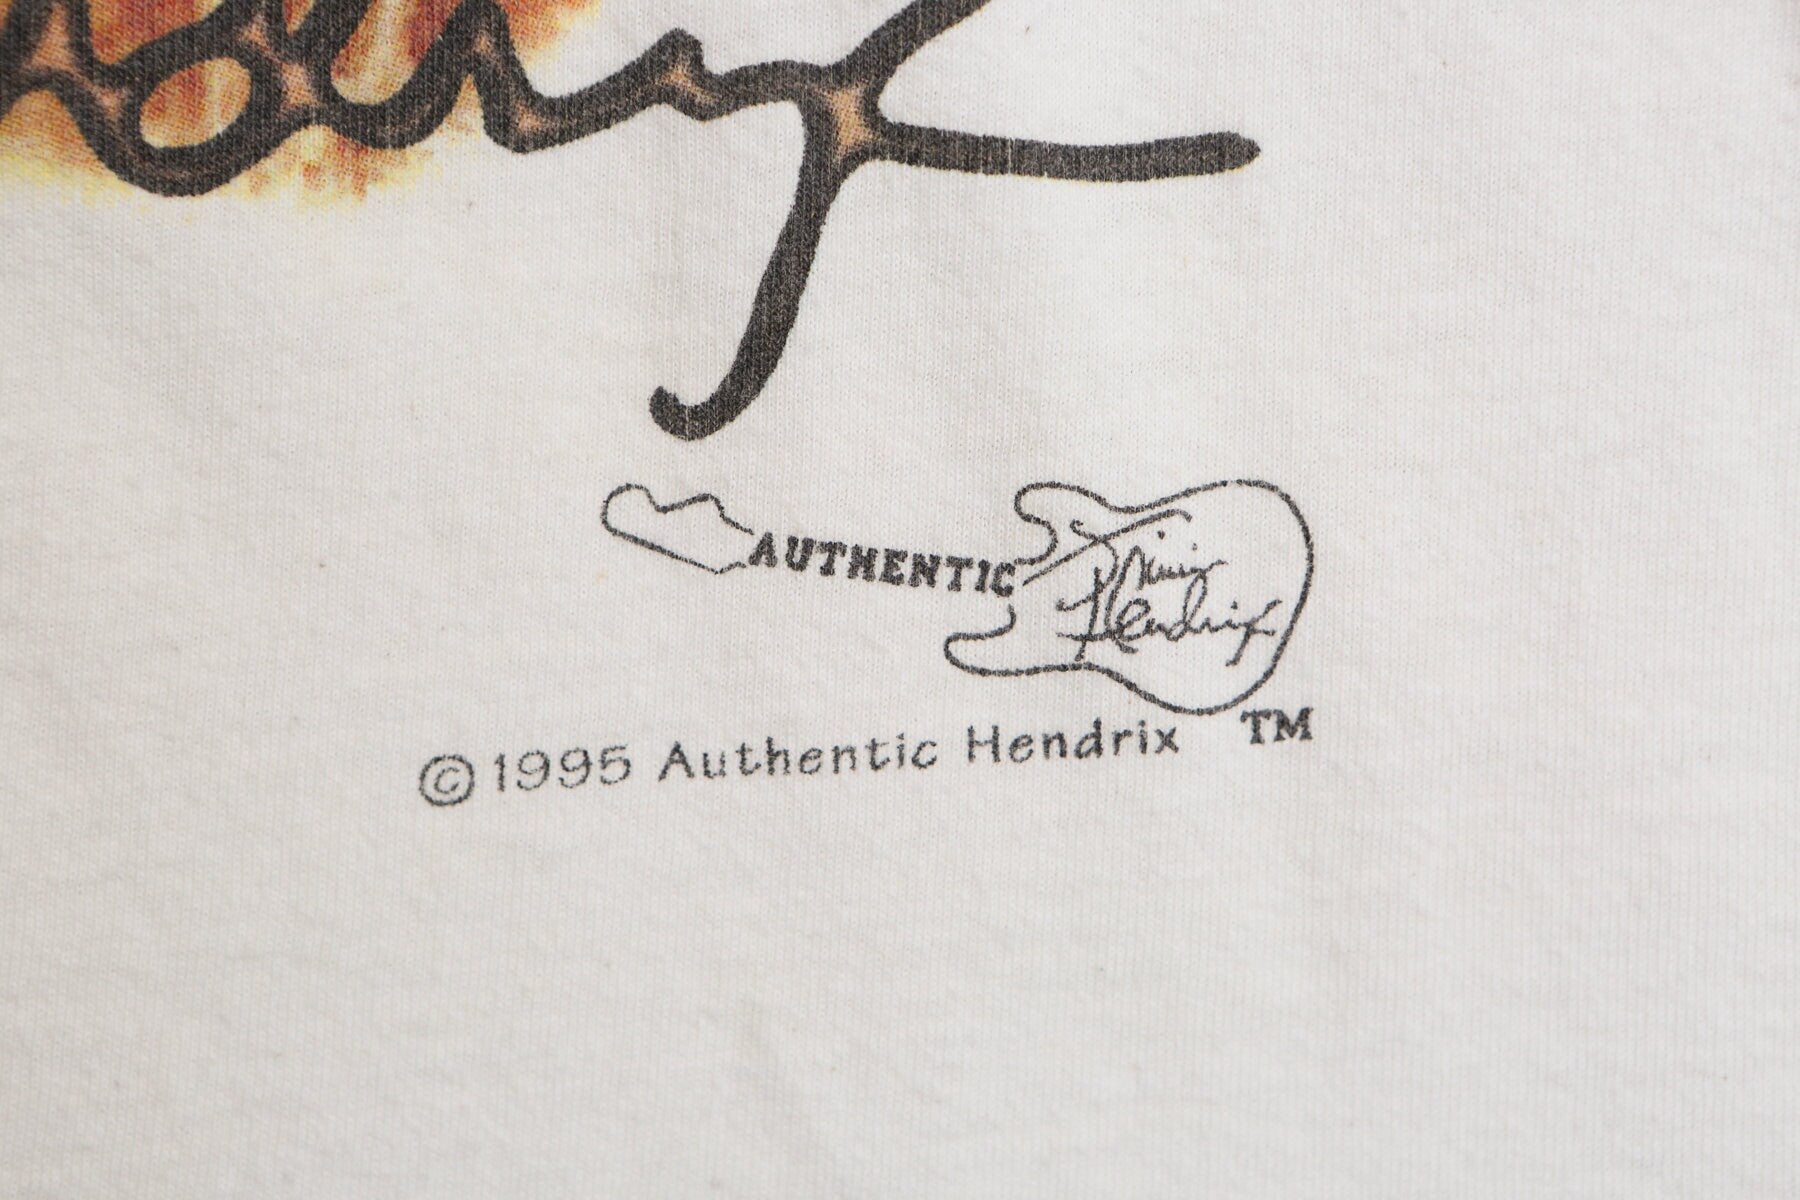 AUTHENTIC
Jimi
Hendrix
TM
©1995 Authentic Hendrix